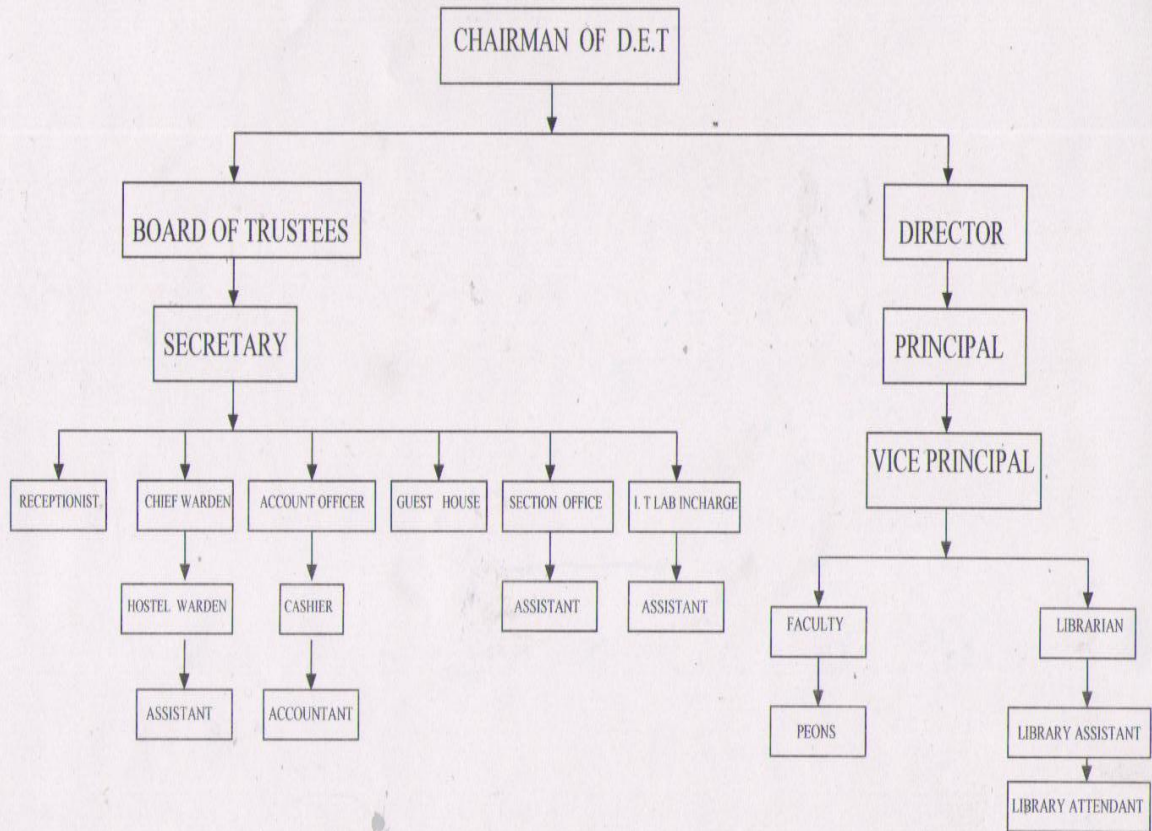 CHAIRMAN OF D.E.T
BOARD OF TRUSTEES
DIRECTOR
SECRETARY
PRINCIPAL
VICE PRINCIPAL
RECEPTIONIST.
CHIEF WARDEN
ACCOUNT OFFICER
GUEST HOUSE
SECTION OFFICE
I. T LAB INCHARGE
HOSTEL WARDEN
CASHIER
ASSISTANT
ASSISTANT
FACULTY
LIBRARIAN
ASSISTANT
ACCOUNTANT
PEONS
LIBRARY ASSISTANT
LIBRARY ATTENDANT